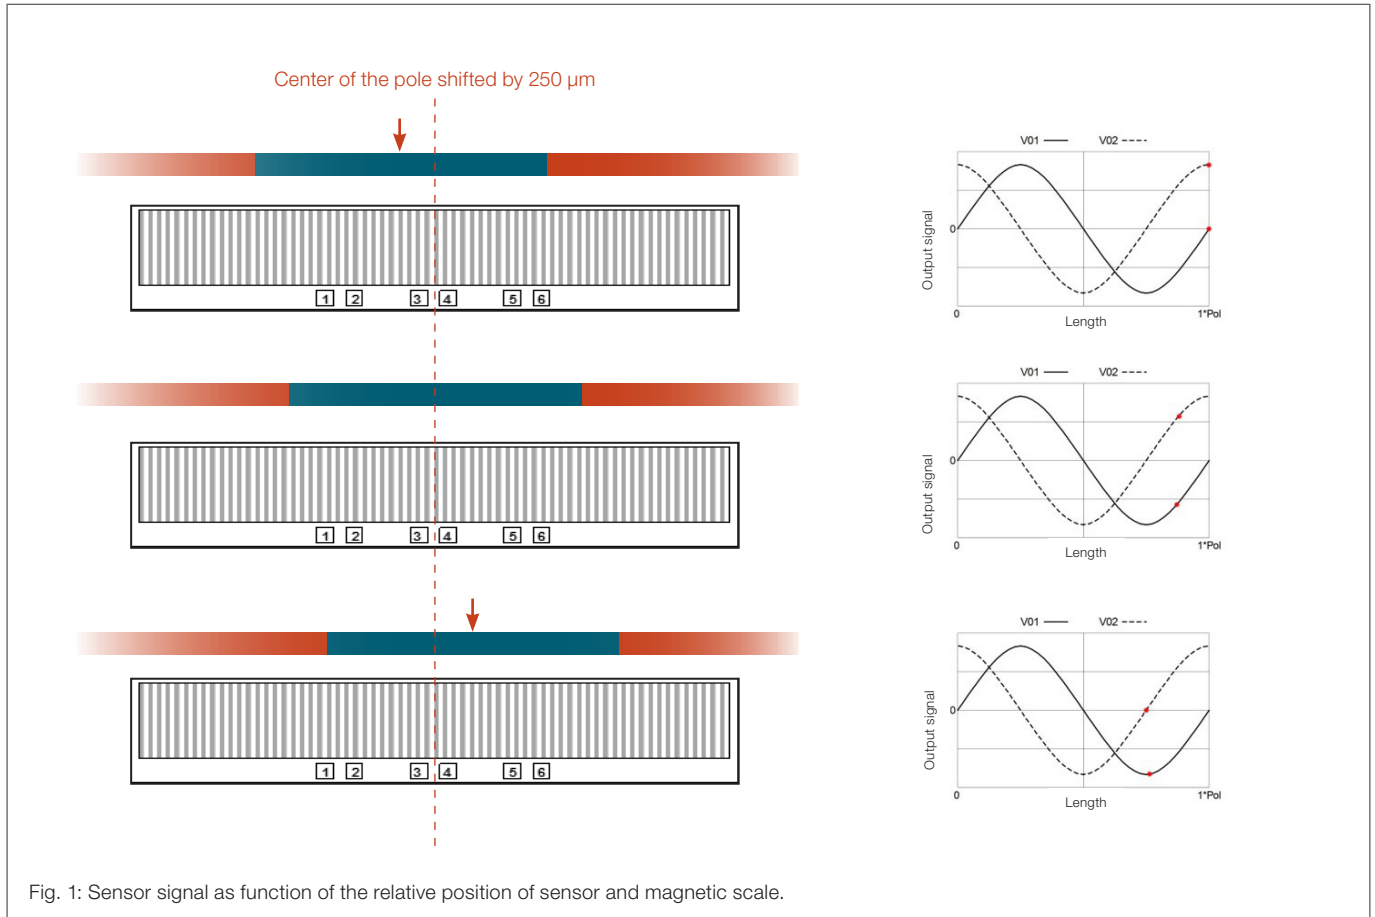 Center of the pole shifted by 250 µm
V01 V02
Output signal
0
0 1*Pol
Length
1 2 3 4 5 6
V01 V02
Output signal
0
0 1*Pol
Length
1 2 3 4 5 6
V01 V02
Output signal
0
0 1*Pol
Length
1 2 3 4 5 6
Fig. 1: Sensor signal as function of the relative position of sensor and magnetic scale.